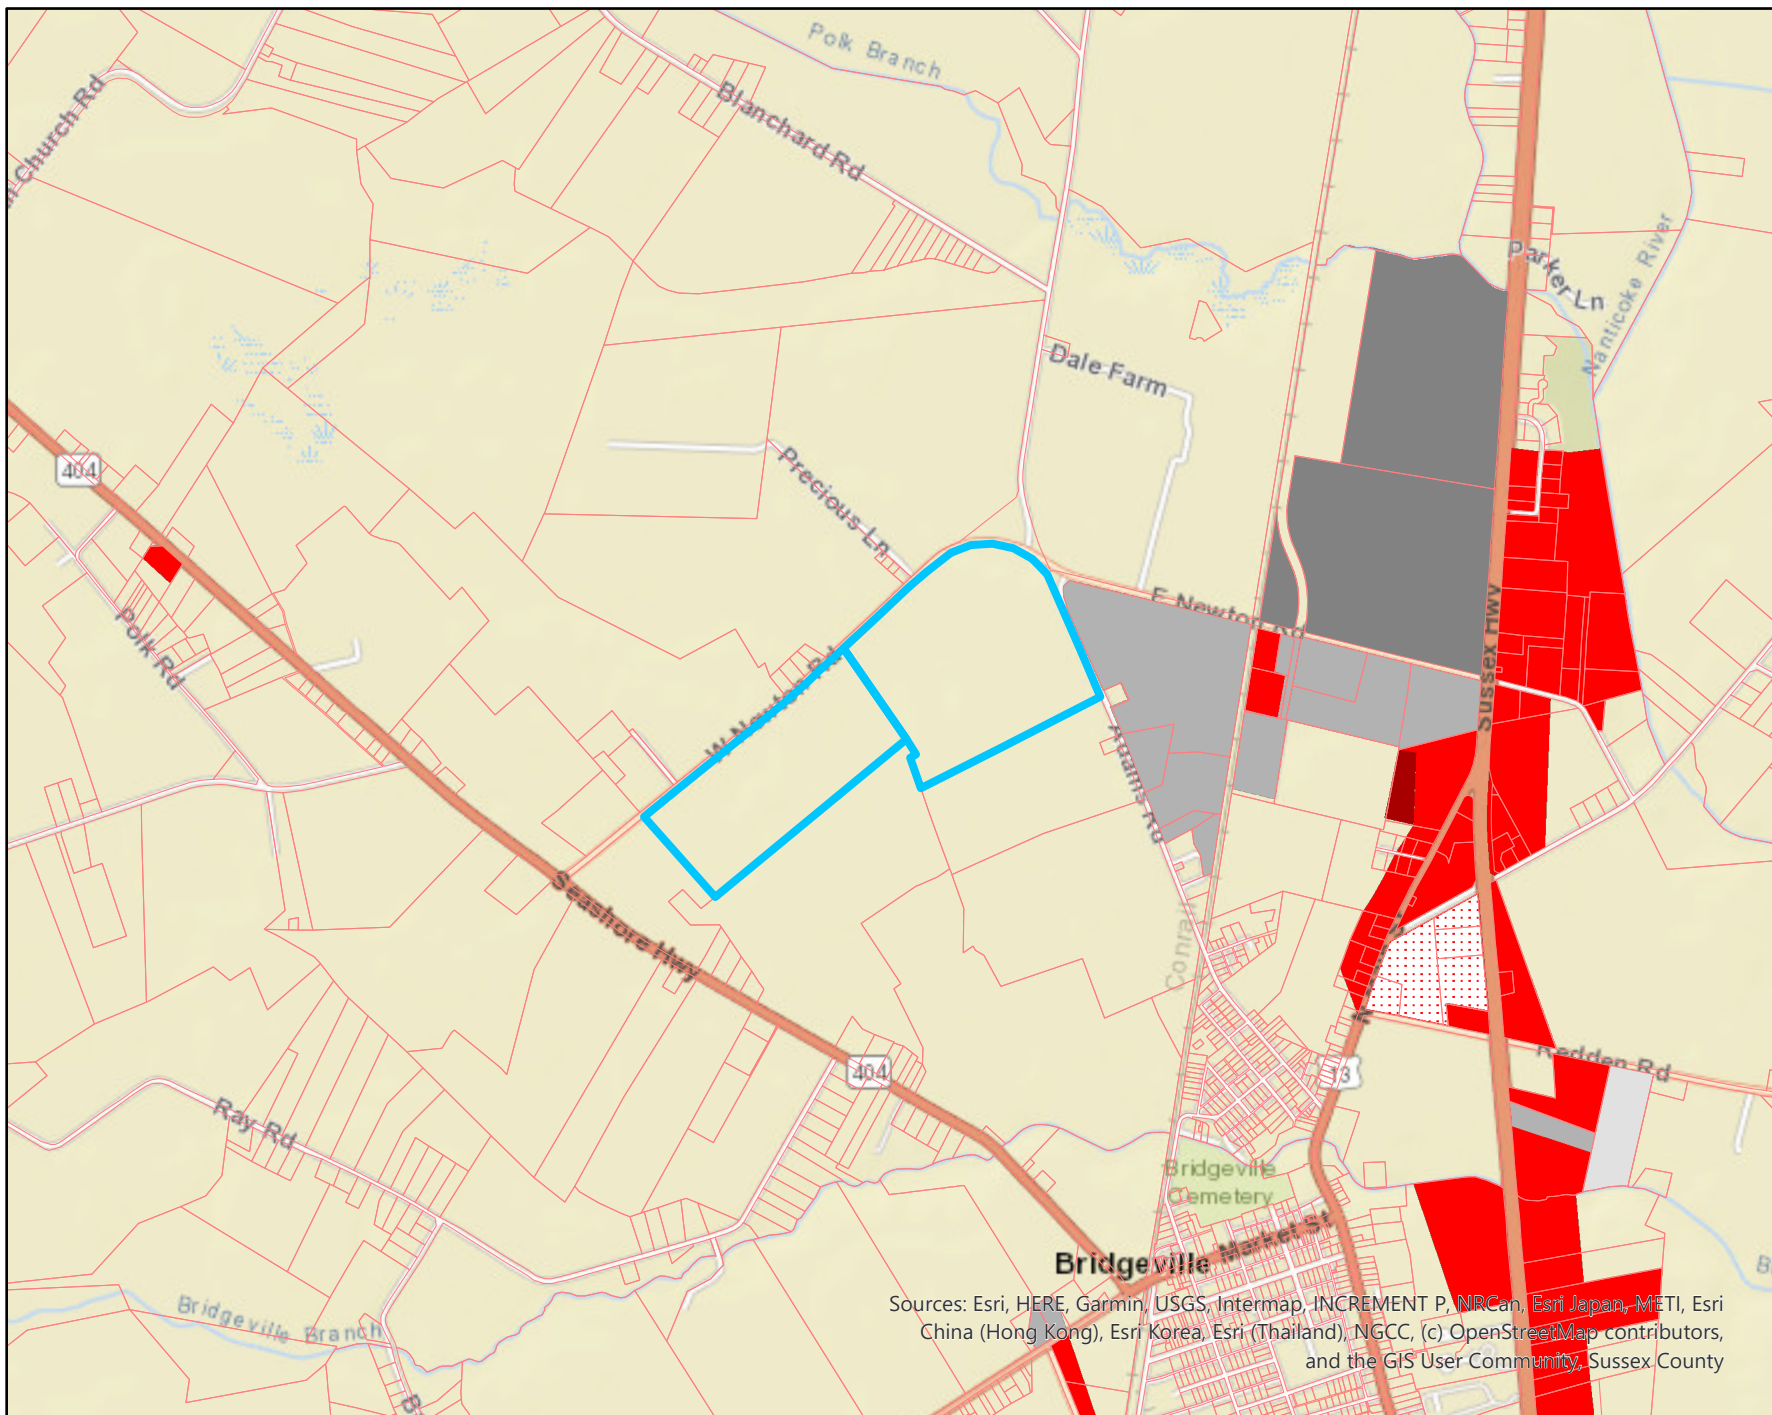 Polk Branch
Church Rd
Blanchard Rd
Parker Ln
Nanticoke River
Dale Farm
404
Precious Ln
E Newton Rd
Polk Rd
Sussex Hwy
W Newton Rd
Adams Rd
Seashore Hwy
Conrail
Redden Rd
404
13
Ray Rd
Bridgeville
Cemetery
Market St
Bridgeville
Bridgeville Branch
Sources: Esri, HERE, Garmin, USGS, Intermap, INCREMENT P, NRCan, Esri Japan, METI, Esri
China (Hong Kong), Esri Korea, Esri (Thailand), NGCC, (c) OpenStreetMap contributors,
and the GIS User Community, Sussex County